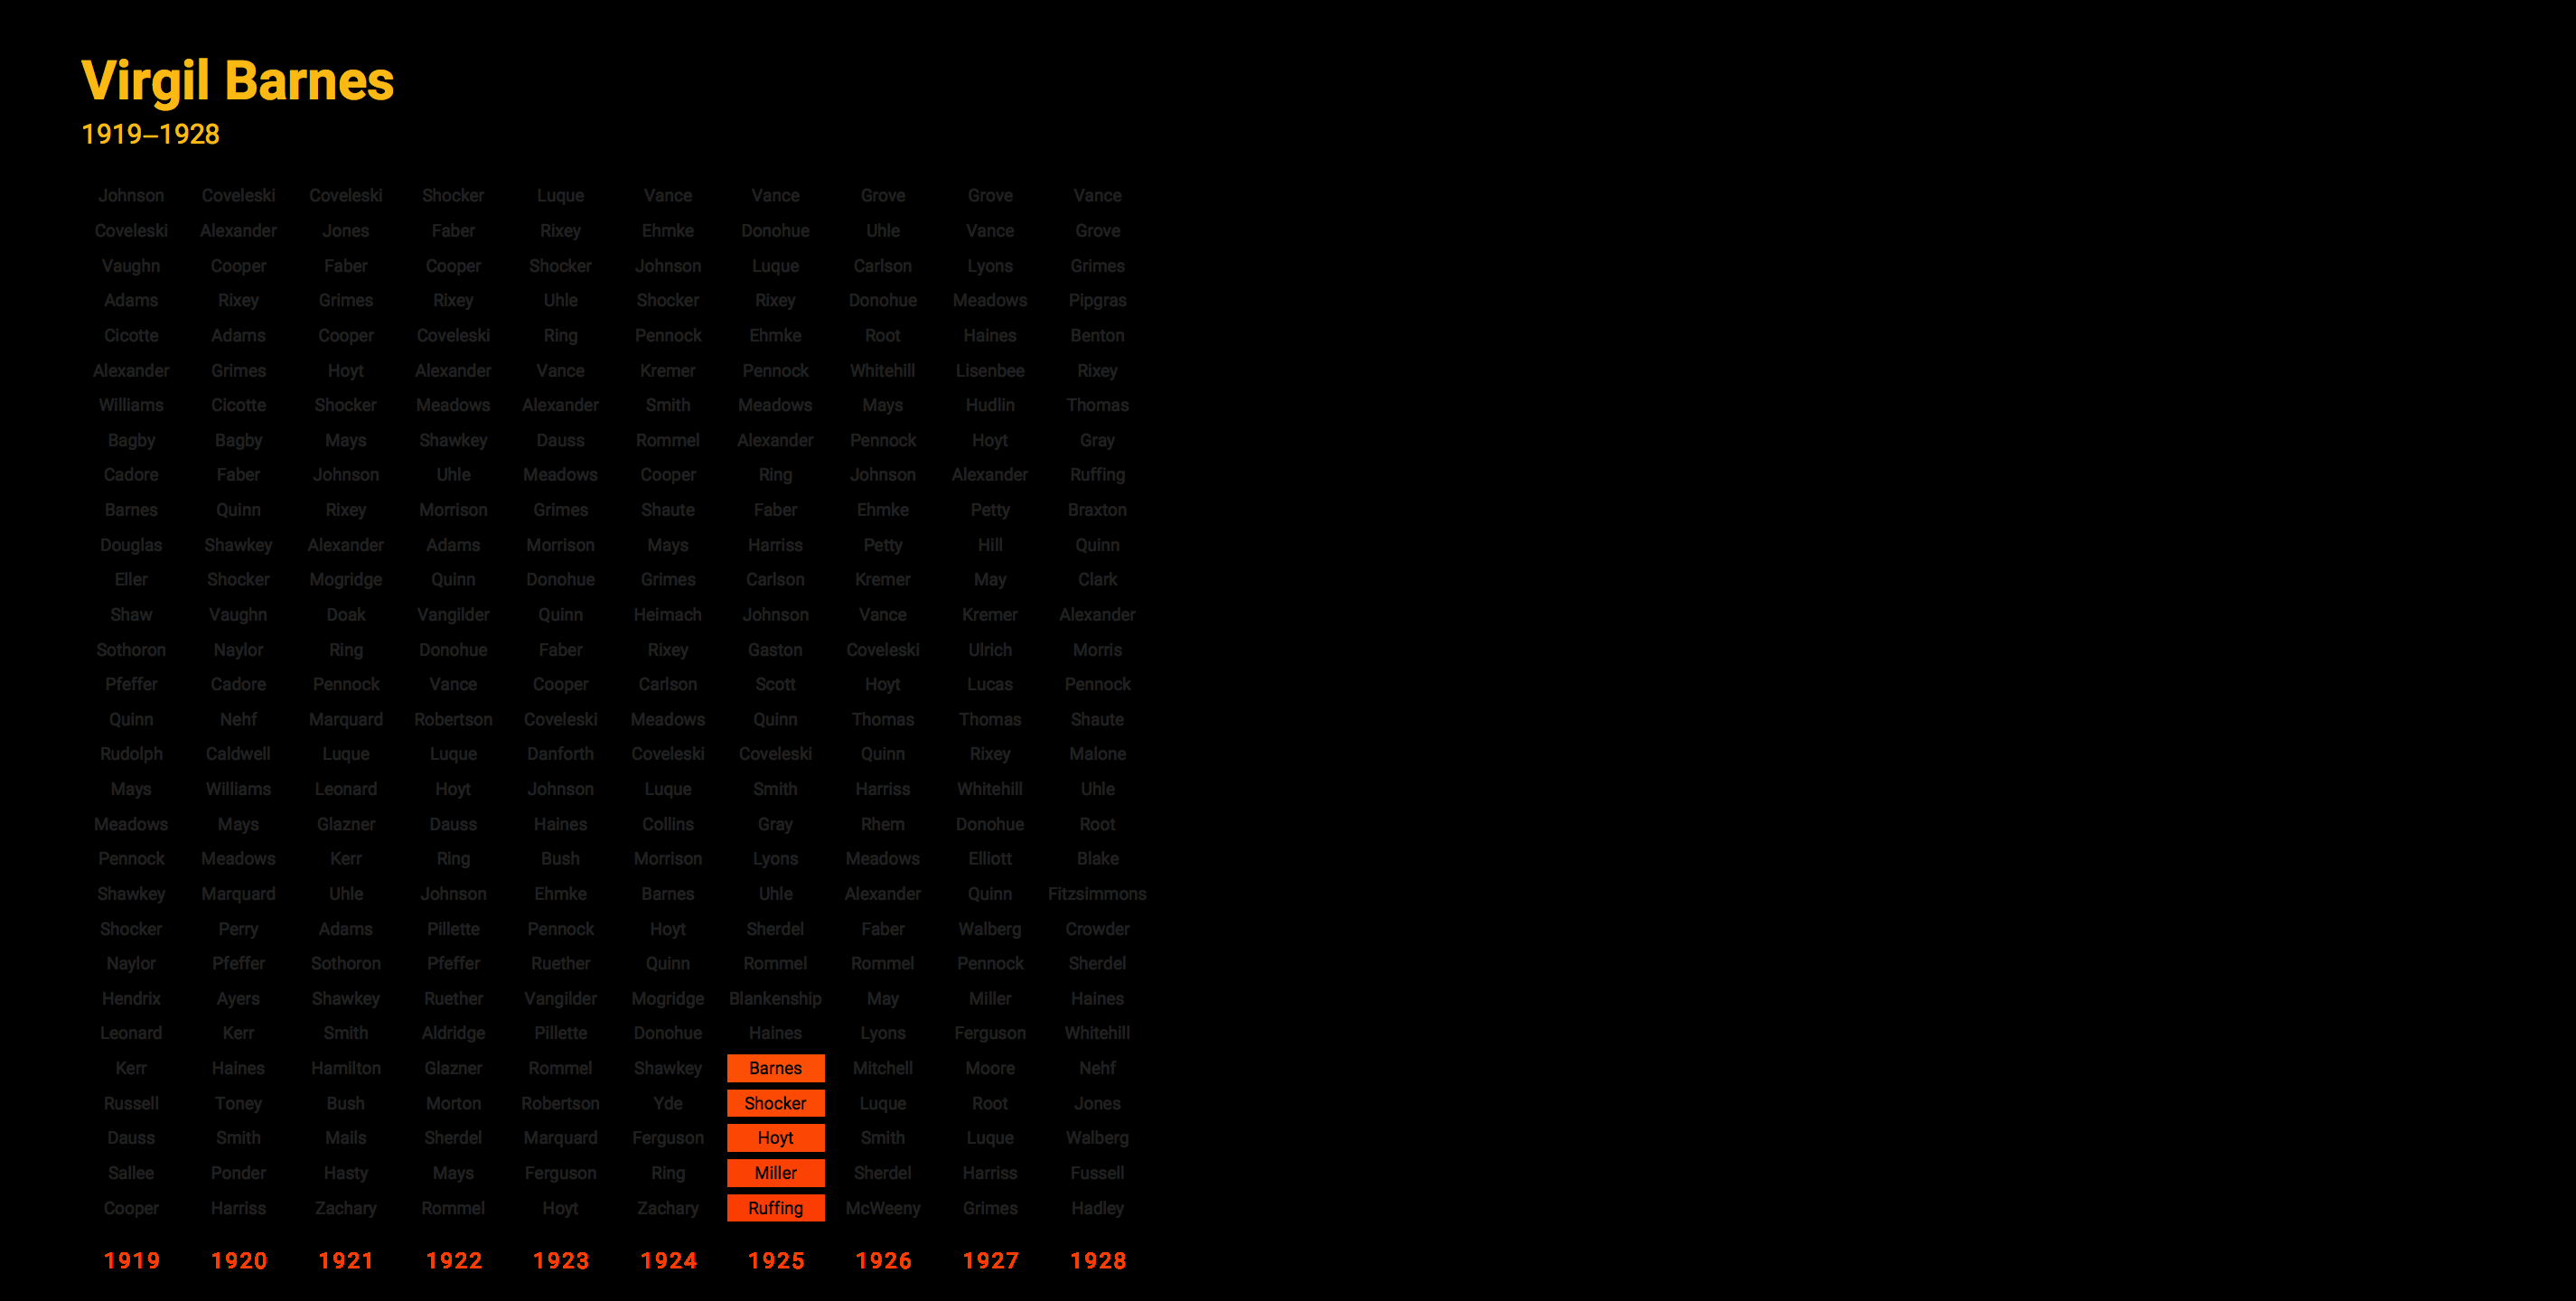 Virgil Barnes
1919–1928
Johnson Coveleski Coveleski Shocker Luque Vance Vance Grove Grove Vance
Coveleski Alexander Jones Faber Rixey Ehmke Donohue Uhle Vance Grove
Vaughn Cooper Faber Cooper Shocker Johnson Luque Carlson Lyons Grimes
Adams Rixey Grimes Rixey Uhle Shocker Rixey Donohue Meadows Pipgras
Cicotte Adams Cooper Coveleski Ring Pennock Ehmke Root Haines Benton
Alexander Grimes Hoyt Alexander Vance Kremer Pennock Whitehill Lisenbee Rixey
Williams Cicotte Shocker Meadows Alexander Smith Meadows Mays Hudlin Thomas
Bagby Bagby Mays Shawkey Dauss Rommel Alexander Pennock Hoyt Gray
Cadore Faber Johnson Uhle Meadows Cooper Ring Johnson Alexander Ruffing
Barnes Quinn Rixey Morrison Grimes Shaute Faber Ehmke Petty Braxton
Douglas Shawkey Alexander Adams Morrison Mays Harriss Petty Hill Quinn
Eller Shocker Mogridge Quinn Donohue Grimes Carlson Kremer May Clark
Shaw Vaughn Doak Vangilder Quinn Heimach Johnson Vance Kremer Alexander
Sothoron Naylor Ring Donohue Faber Rixey Gaston Coveleski Ulrich Morris
Pfeffer Cadore Pennock Vance Cooper Carlson Scott Hoyt Lucas Pennock
Quinn Nehf Marquard Robertson Coveleski Meadows Quinn Thomas Thomas Shaute
Rudolph Caldwell Luque Luque Danforth Coveleski Coveleski Quinn Rixey Malone
Mays Williams Leonard Hoyt Johnson Luque Smith Harriss Whitehill Uhle
Meadows Mays Glazner Dauss Haines Collins Gray Rhem Donohue Root
Pennock Meadows Kerr Ring Bush Morrison Lyons Meadows Elliott Blake
Shawkey Marquard Uhle Johnson Ehmke Barnes Uhle Alexander Quinn Fitzsimmons
Shocker Perry Adams Pillette Pennock Hoyt Sherdel Faber Walberg Crowder
Naylor Pfeffer Sothoron Pfeffer Ruether Quinn Rommel Rommel Pennock Sherdel
Hendrix Ayers Shawkey Ruether Vangilder Mogridge Blankenship May Miller Haines
Leonard Kerr Smith Aldridge Pillette Donohue Haines Lyons Ferguson Whitehill
Kerr Haines Hamilton Glazner Rommel Shawkey Barnes Mitchell Moore Nehf
Russell Toney Bush Morton Robertson Yde Shocker Luque Root Jones
Dauss Smith Mails Sherdel Marquard Ferguson Hoyt Smith Luque Walberg
Sallee Ponder Hasty Mays Ferguson Ring Miller Sherdel Harriss Fussell
Cooper Harriss Zachary Rommel Hoyt Zachary Ruffing McWeeny Grimes Hadley
1919 1920 1921 1922 1923 1924 1925 1926 1927 1928